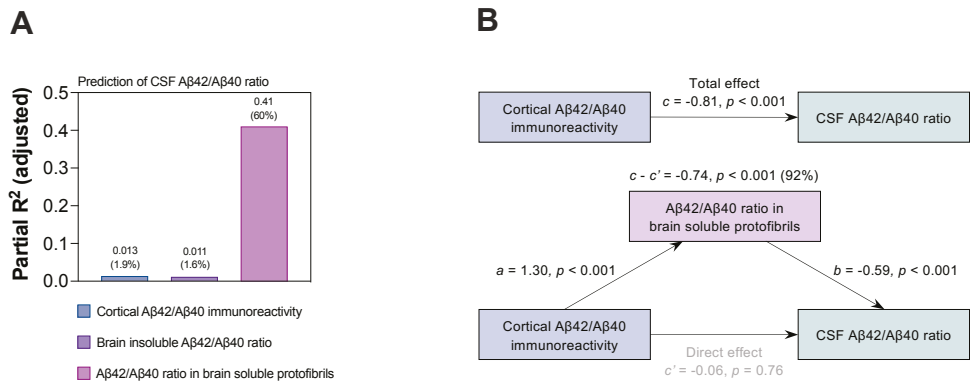 A
Prediction of CSF Aβ42/Aβ40 ratio
Partial R² (adjusted)
0.5
0.4
0.3
0.2
0.1
0.0
0.013
(1.9%)
0.011
(1.6%)
0.41
(60%)
Cortical Aβ42/Aβ40 immunoreactivity
Brain insoluble Aβ42/Aβ40 ratio
Aβ42/Aβ40 ratio in brain soluble protofibrils
B
Cortical Aβ42/Aβ40
immunoreactivity
Total effect
c = -0.81, p < 0.001
CSF Aβ42/Aβ40 ratio
c - c' = -0.74, p < 0.001 (92%)
Aβ42/Aβ40 ratio in
brain soluble protofibrils
a = 1.30, p < 0.001
b = -0.59, p < 0.001
Cortical Aβ42/Aβ40
immunoreactivity
CSF Aβ42/Aβ40 ratio
Direct effect
c' = -0.06, p = 0.76